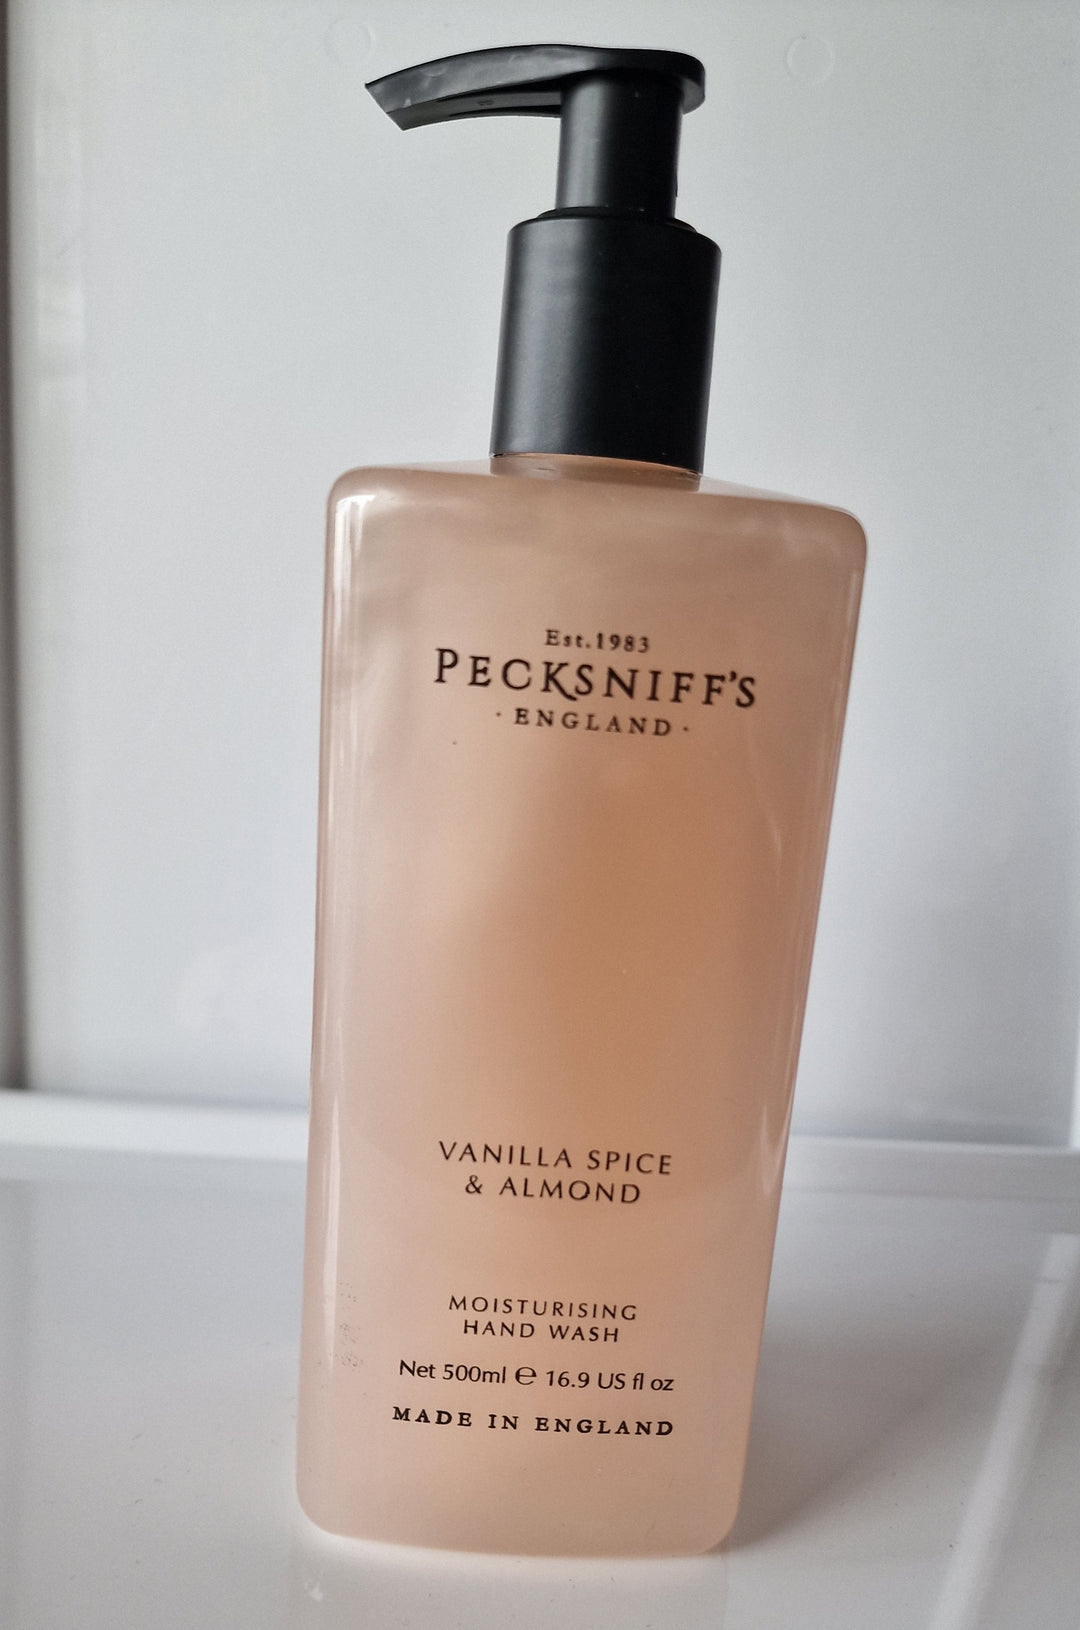 Est.1983
PECKSNIFF'S
· ENGLAND ·
VANILLA SPICE
& ALMOND
MOISTURISING
HAND WASH
Net 500ml ℮ 16.9 US fl oz
MADE IN ENGLAND